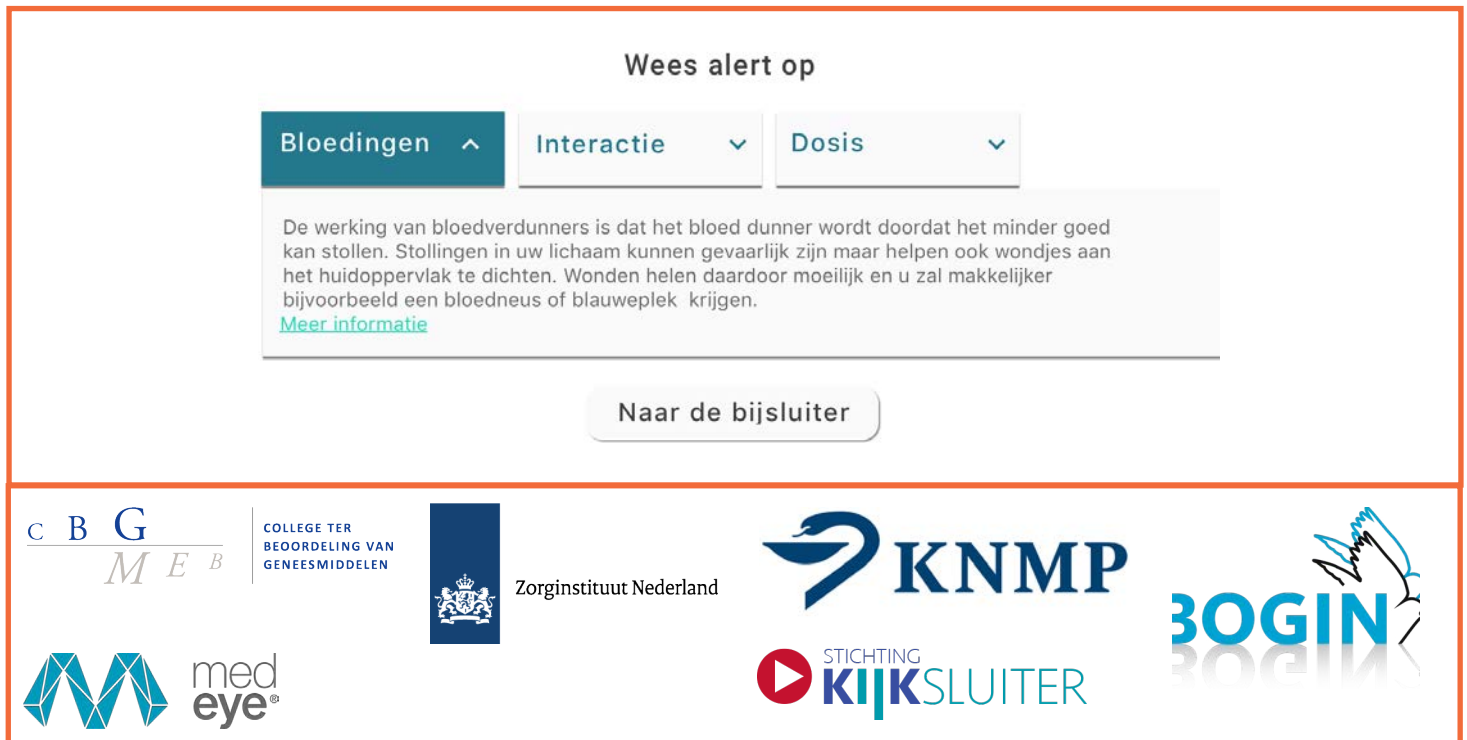 Wees alert op
Bloedingen
Interactie
Dosis
De werking van bloedverdunners is dat het bloed dunner wordt doordat het minder goed
kan stollen. Stollingen in uw lichaam kunnen gevaarlijk zijn maar helpen ook wondjes aan
het huidoppervlak te dichten. Wonden helen daardoor moeilijk en u zal makkelijker
bijvoorbeeld een bloedneus of blauweplek krijgen.
Meer informatie
Naar de bijsluiter
CBG
MEB
COLLEGE TER
BEOORDELING VAN
GENEESMIDDELEN
Zorginstituut Nederland
KNMP
BOGIN
med
eye®
STICHTING
KIJKSLUITER